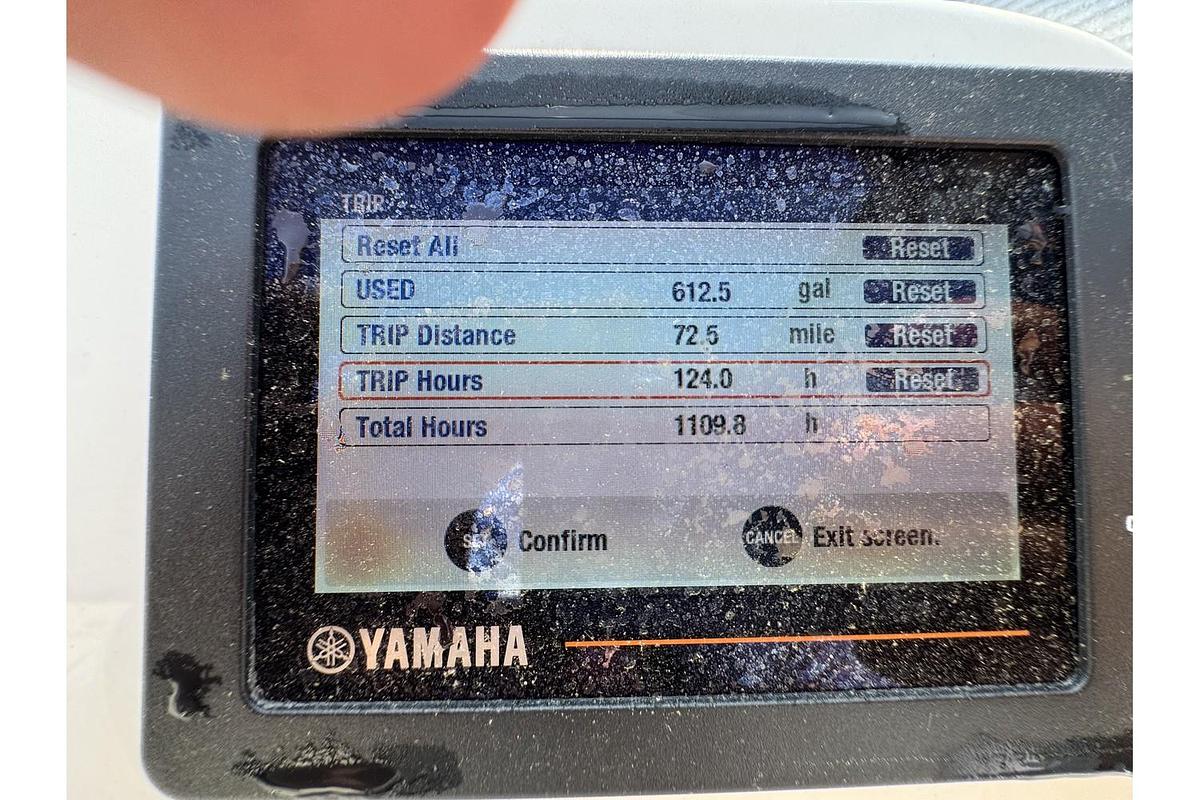 TRIP
Reset All Reset
USED 612.5 gal Reset
TRIP Distance 72.5 mile Reset
TRIP Hours 124.0 h Reset
Total Hours 1109.8 h
SET Confirm CANCEL Exit screen.
YAMAHA